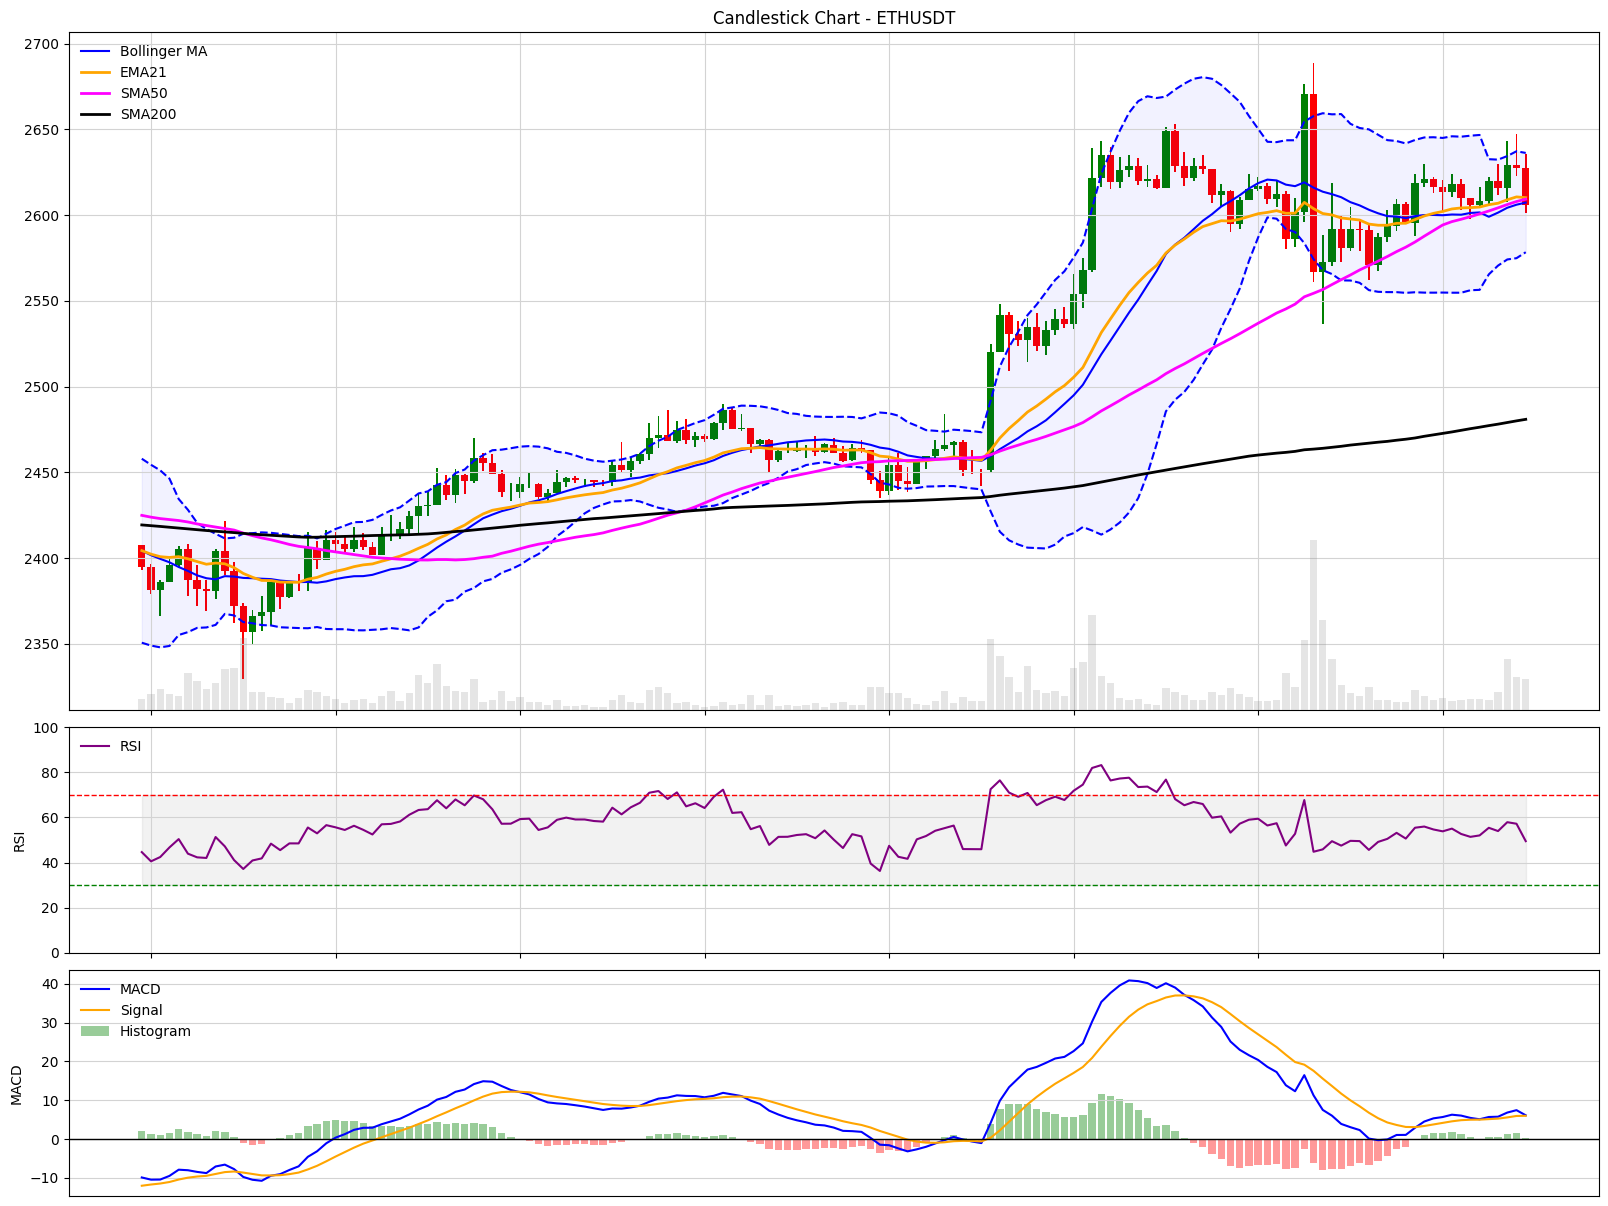 Candlestick Chart - ETHUSDT
Bollinger MA
EMA21
SMA50
SMA200
2700
2650
2600
2550
2500
2450
2400
2350
RSI
100
80
60
40
20
0
RSI
MACD
Signal
Histogram
40
30
20
10
0
−10
MACD